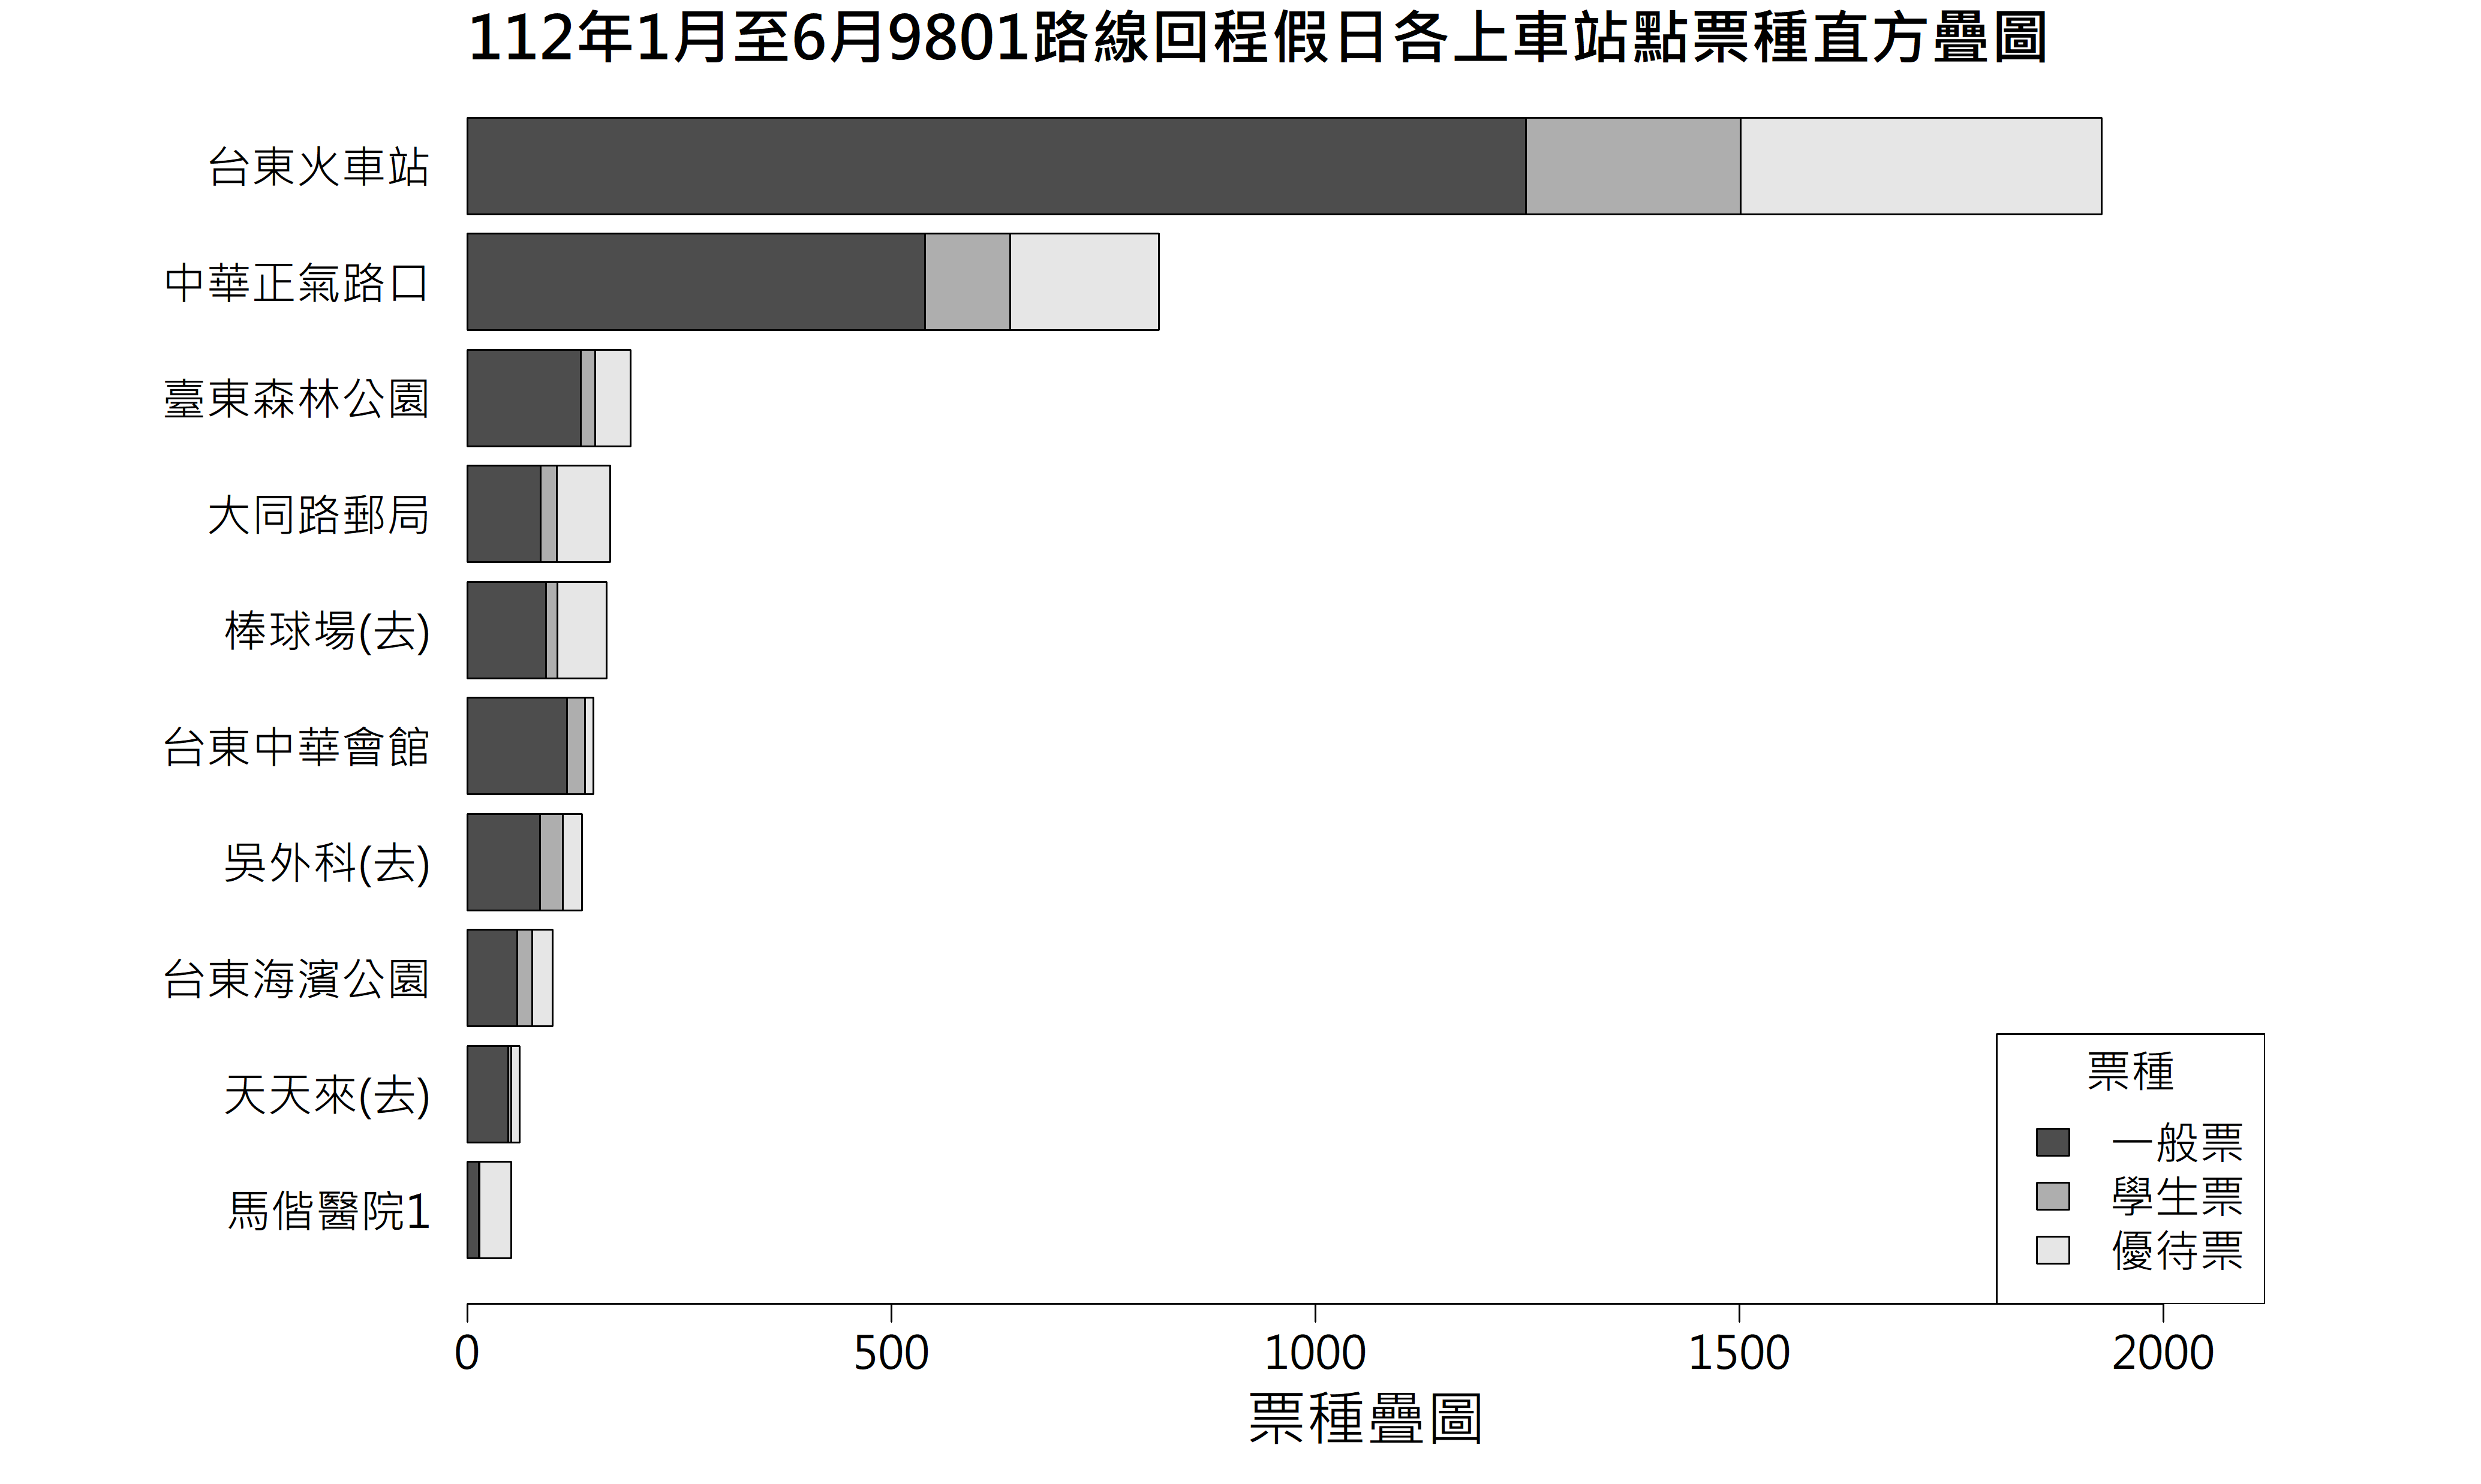 112年1月至6月9801路線回程假日各上車站點票種直方疊圖
台東火車站
中華正氣路口
臺東森林公園
大同路郵局
棒球場(去)
台東中華會館
吳外科(去)
台東海濱公園
天天來(去)
馬偕醫院1
票種
一般票
學生票
優待票
0 500 1000 1500 2000
票種疊圖